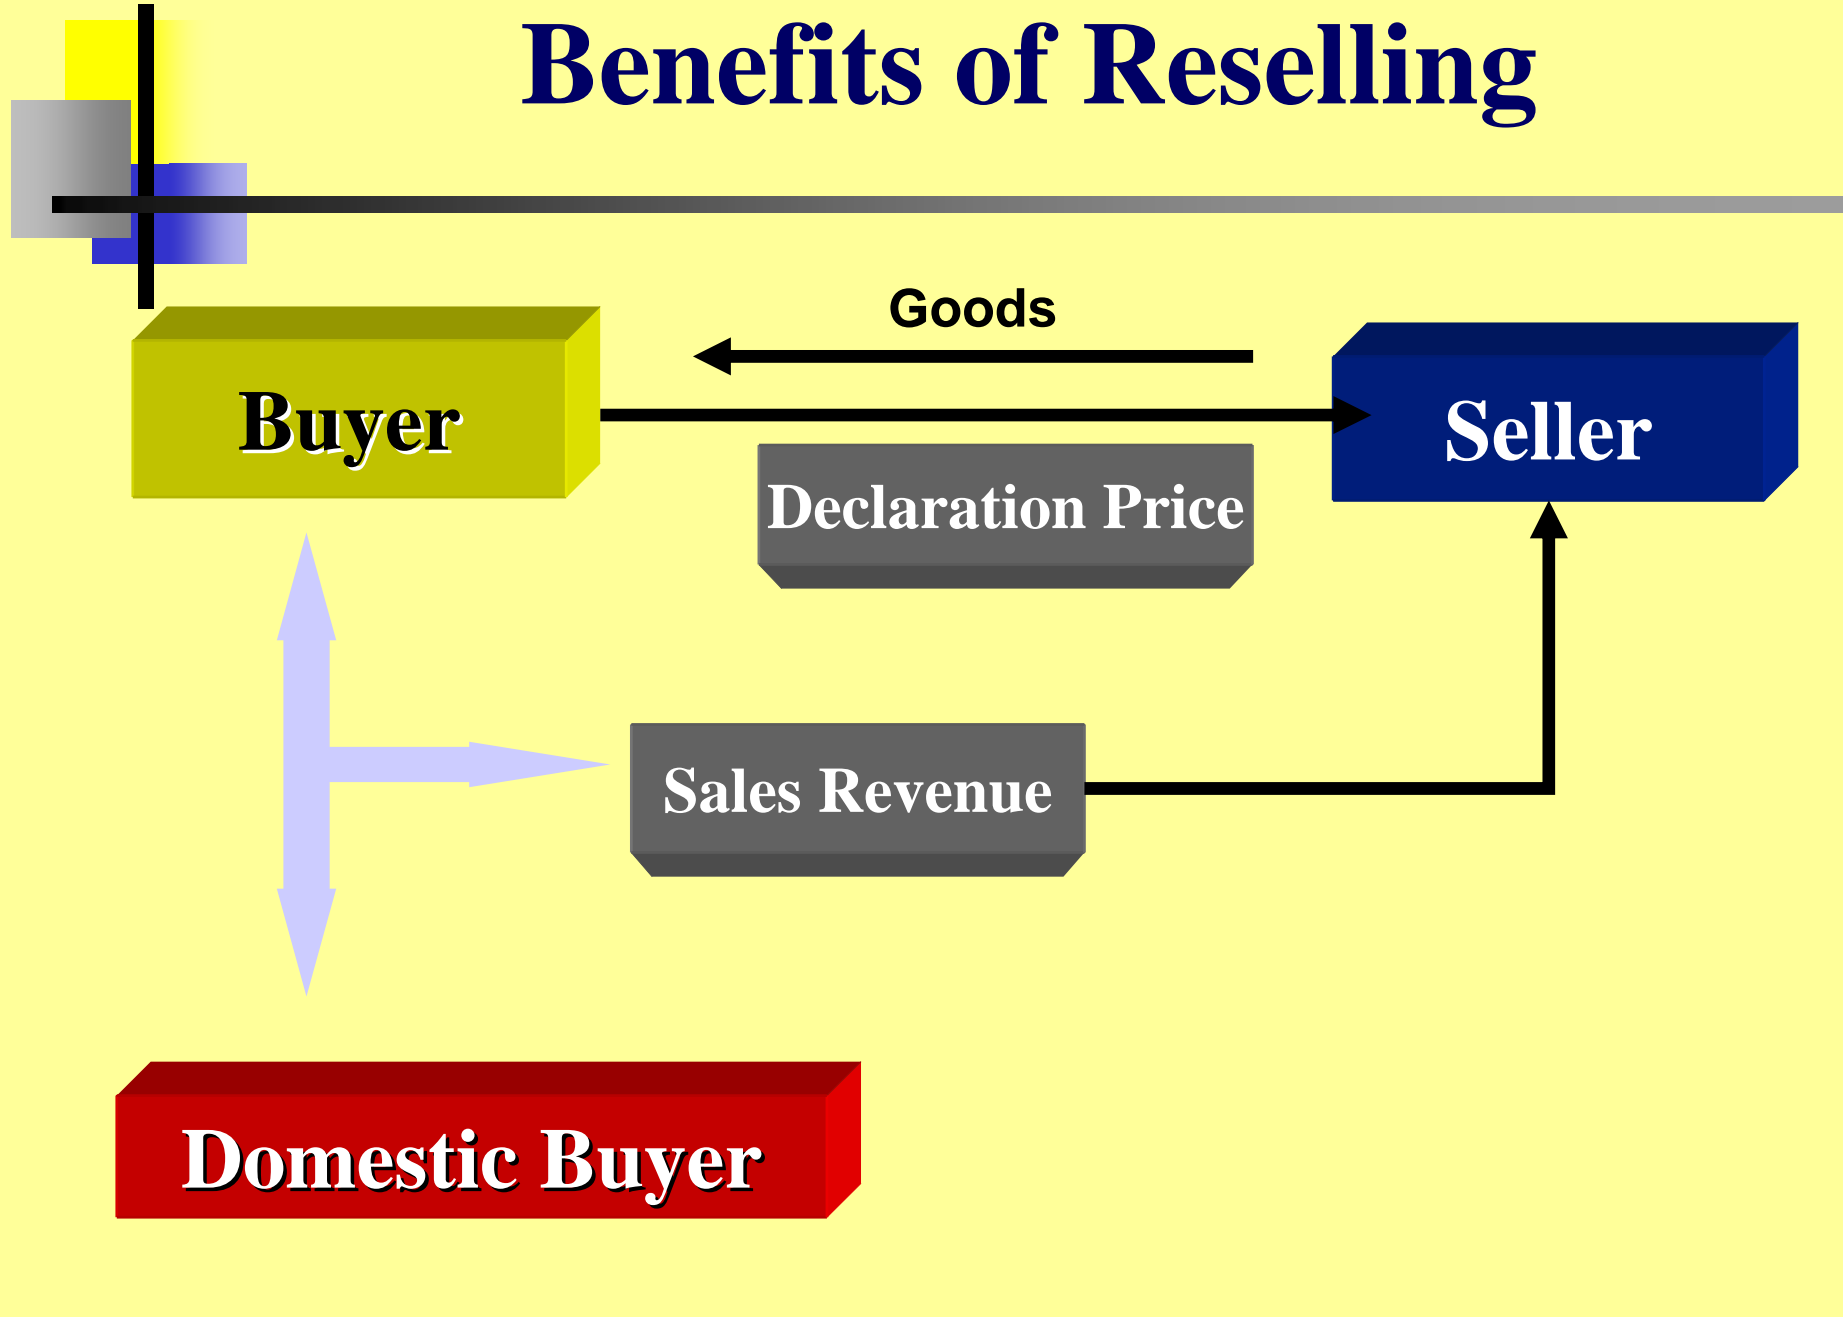 Benefits of Reselling
Goods
Buyer
Seller
Declaration Price
Sales Revenue
Domestic Buyer